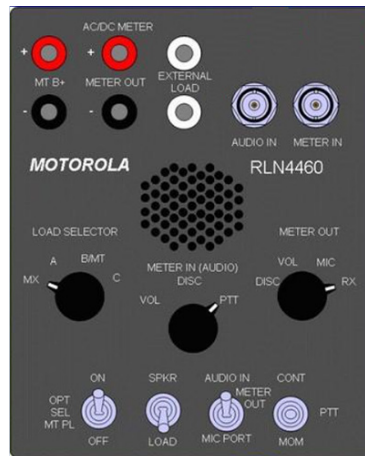 AC/DC METER
+ +
MT B+ METER OUT EXTERNAL
LOAD
- -
AUDIO IN METER IN
MOTOROLA RLN4460
LOAD SELECTOR METER OUT
MX A B/MT C
METER IN (AUDIO)
VOL DISC PTT
DISC VOL MIC RX
ON SPKR AUDIO IN CONT
OPT
SEL
MT PL
METER
OUT
PTT
OFF LOAD MIC PORT MOM